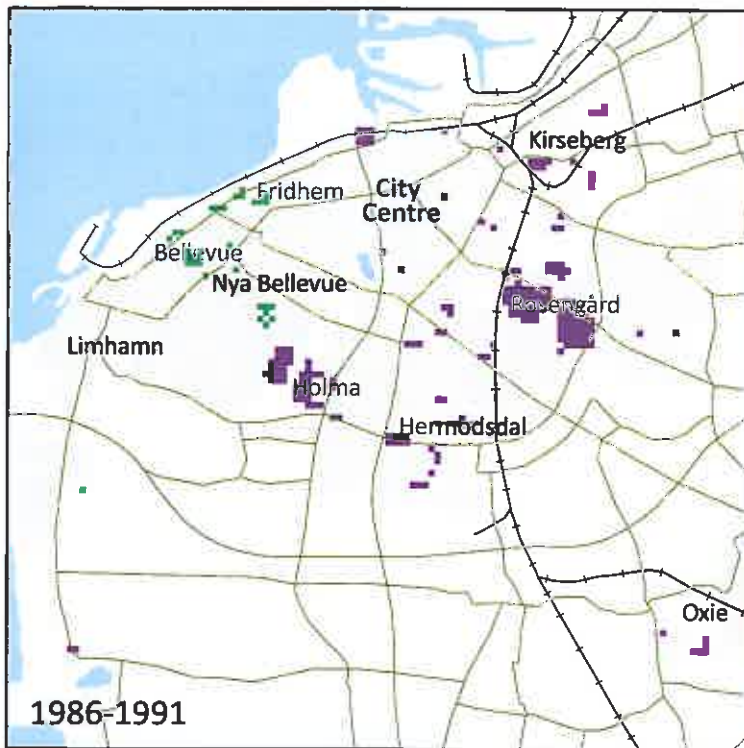 Kirseberg
Fridhem
City
Centre
Bellevue
Nya Bellevue
Rosengård
Limhamn
Holma
Hermodsdal
Oxie
1986-1991